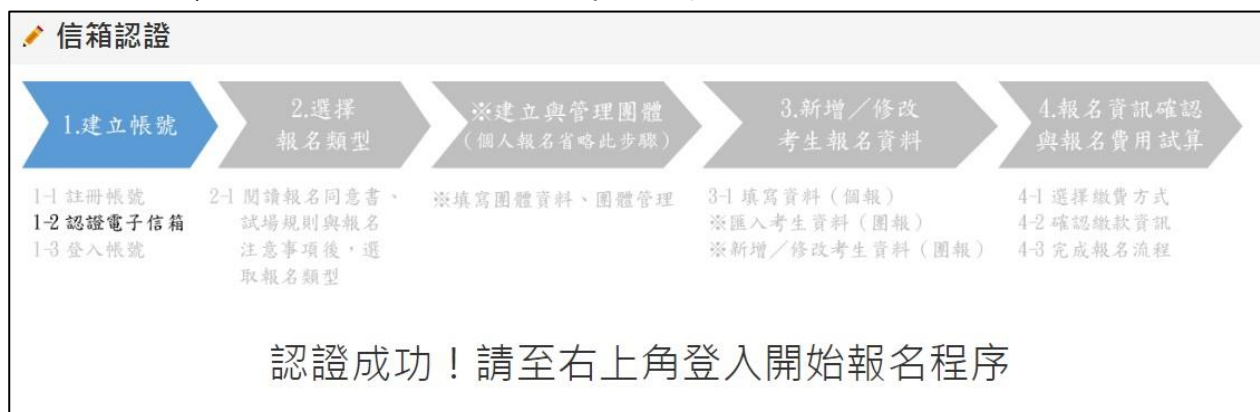 信箱認證
1.建立帳號
2.選擇
報名類型
※建立與管理團體
(個人報名省略此步驟)
3.新增／修改
考生報名資料
4.報名資訊確認
與報名費用試算
1-1 註冊帳號
1-2 認證電子信箱
1-3 登入帳號
2-1 閱讀報名同意書、
試場規則與報名
注意事項後，選
取報名類型
※填寫團體資料、團體管理
3-1 填寫資料（個報）
※匯入考生資料（團報）
※新增／修改考生資料（團報）
4-1 選擇繳費方式
4-2 確認繳款資訊
4-3 完成報名流程
認證成功！請至右上角登入開始報名程序